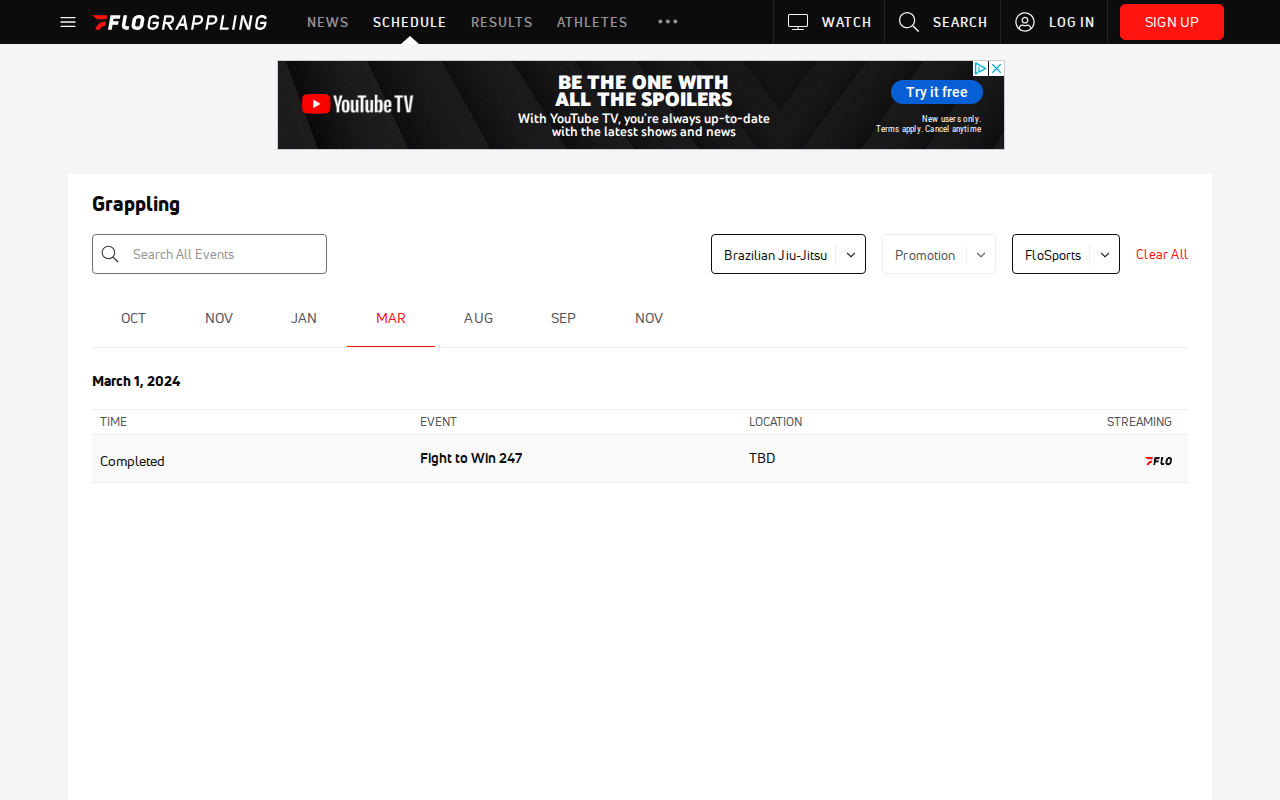 FLOGRAPPLING NEWS SCHEDULE RESULTS ATHLETES ••• WATCH SEARCH LOG IN SIGN UP
YouTube TV
BE THE ONE WITH
ALL THE SPOILERS
With YouTube TV, you're always up-to-date
with the latest shows and news
Try it free
New users only.
Terms apply. Cancel anytime
Grappling
Search All Events Brazilian Jiu-Jitsu Promotion FloSports Clear All
OCT NOV JAN MAR AUG SEP NOV
March 1, 2024
TIME EVENT LOCATION STREAMING
Completed Fight to Win 247 TBD FLO